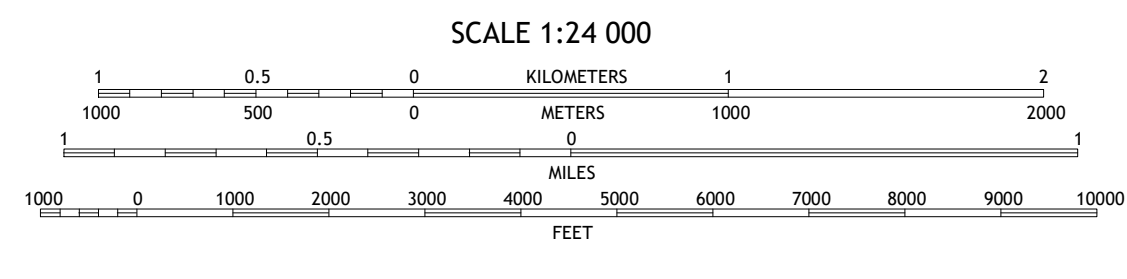 SCALE 1:24 000
1 0.5 0 KILOMETERS 1 2
1000 500 0 METERS 1000 2000
1 0.5 0 1
MILES
1000 0 1000 2000 3000 4000 5000 6000 7000 8000 9000 10000
FEET